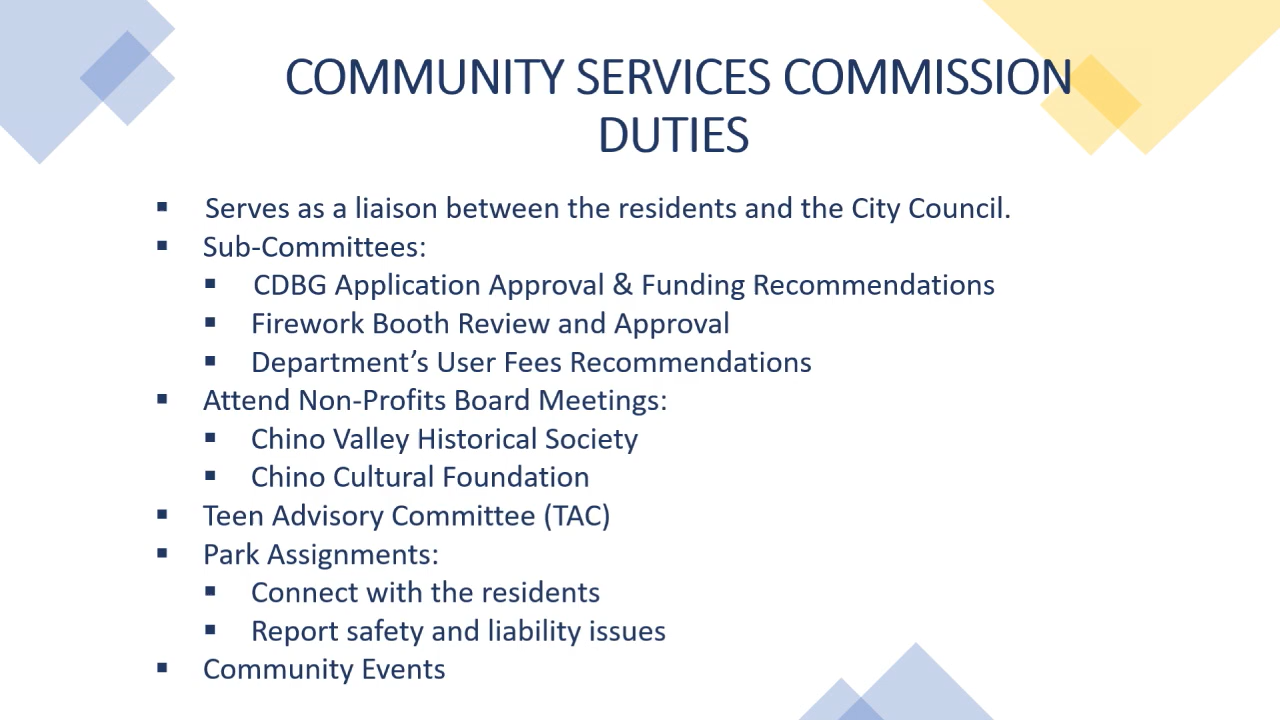 COMMUNITY SERVICES COMMISSION
DUTIES
▪ Serves as a liaison between the residents and the City Council.
▪ Sub-Committees:
▪ CDBG Application Approval & Funding Recommendations
▪ Firework Booth Review and Approval
▪ Department’s User Fees Recommendations
▪ Attend Non-Profits Board Meetings:
▪ Chino Valley Historical Society
▪ Chino Cultural Foundation
▪ Teen Advisory Committee (TAC)
▪ Park Assignments:
▪ Connect with the residents
▪ Report safety and liability issues
▪ Community Events